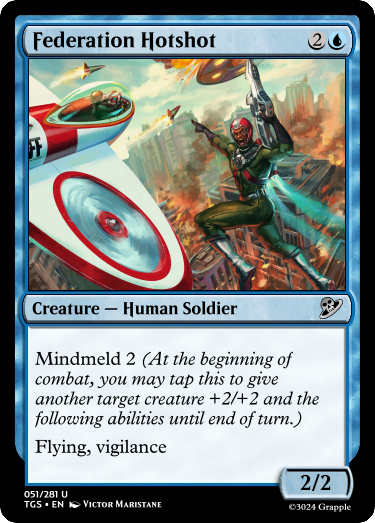 Federation Hotshot 2
FF
Creature — Human Soldier
Mindmeld 2 (At the beginning of
combat, you may tap this to give
another target creature +2/+2 and the
following abilities until end of turn.)
Flying, vigilance
2/2
051/281 U
TGS • EN Victor Maristane
©3024 Grapple